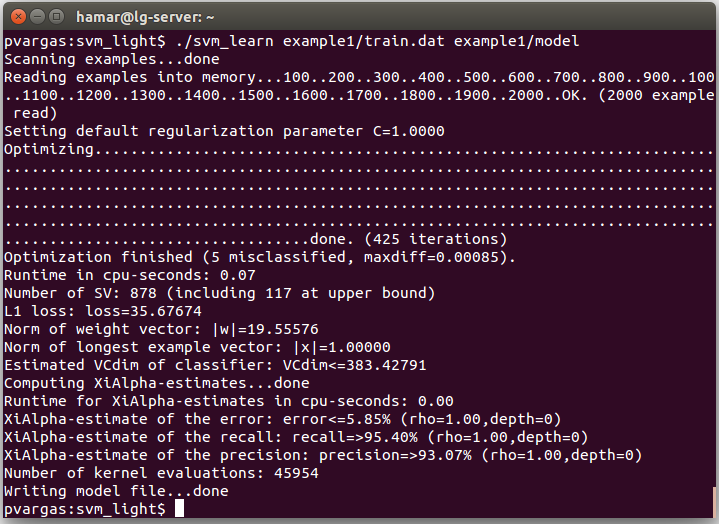 hamar@lg-server: ~
pvargas:svm_light$ ./svm_learn example1/train.dat example1/model
Scanning examples...done
Reading examples into memory...100..200..300..400..500..600..700..800..900..100
..1100..1200..1300..1400..1500..1600..1700..1800..1900..2000..OK. (2000 example
 read)
Setting default regularization parameter C=1.0000
Optimizing.....................................................................
...............................................................................
...............................................................................
...............................................................................
...............................................................................
..................................done. (425 iterations)
Optimization finished (5 misclassified, maxdiff=0.00085).
Runtime in cpu-seconds: 0.07
Number of SV: 878 (including 117 at upper bound)
L1 loss: loss=35.67674
Norm of weight vector: |w|=19.55576
Norm of longest example vector: |x|=1.00000
Estimated VCdim of classifier: VCdim<=383.42791
Computing XiAlpha-estimates...done
Runtime for XiAlpha-estimates in cpu-seconds: 0.00
XiAlpha-estimate of the error: error<=5.85% (rho=1.00,depth=0)
XiAlpha-estimate of the recall: recall=>95.40% (rho=1.00,depth=0)
XiAlpha-estimate of the precision: precision=>93.07% (rho=1.00,depth=0)
Number of kernel evaluations: 45954
Writing model file...done
pvargas:svm_light$